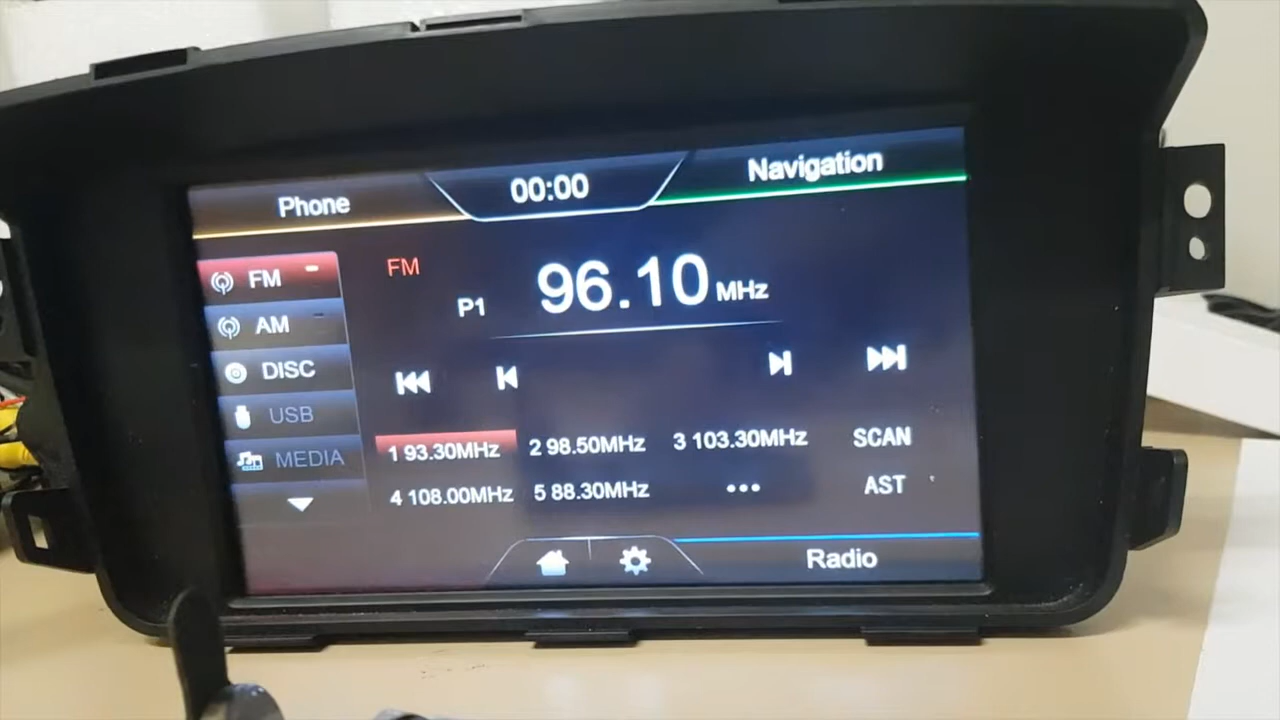 Phone
00:00
Navigation
FM
AM
DISC
USB
MEDIA
FM
P1
96.10 MHz
1 93.30MHz
2 98.50MHz
3 103.30MHz
SCAN
4 108.00MHz
5 88.30MHz
•••
AST
Radio